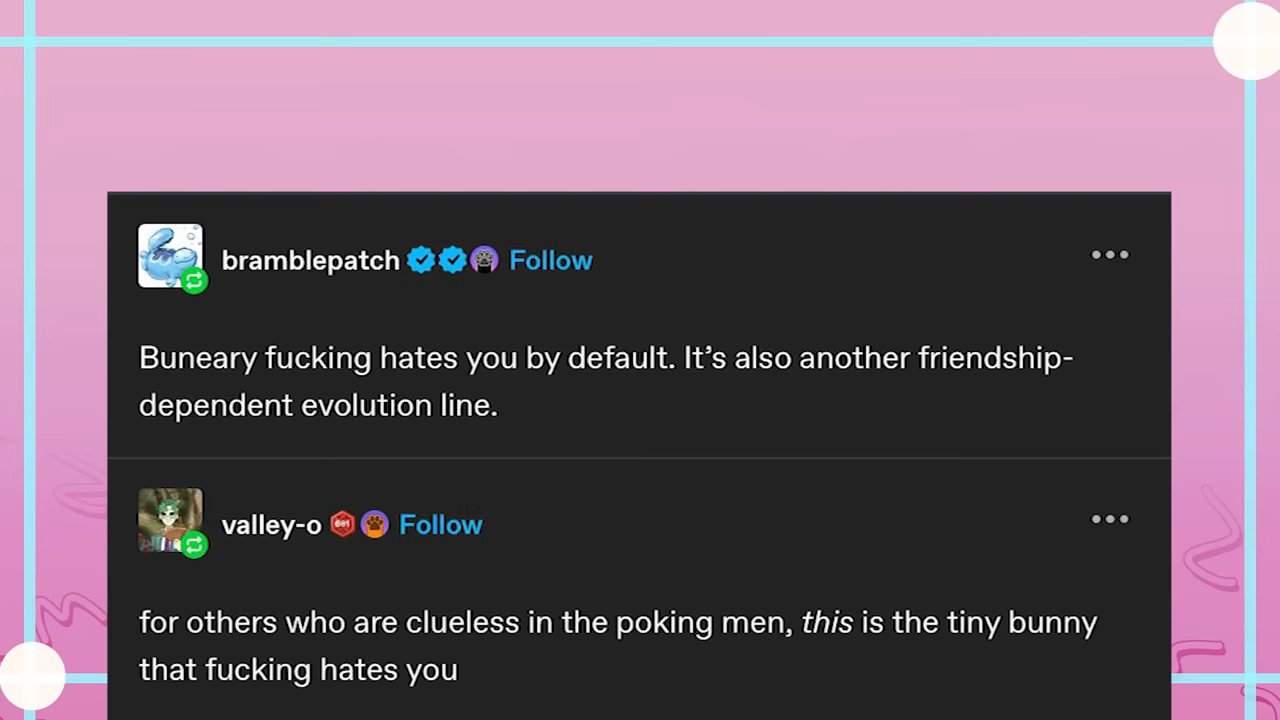 bramblepatch Follow
Buneary fucking hates you by default. It’s also another friendship-
dependent evolution line.
valley-o Follow
for others who are clueless in the poking men, this is the tiny bunny
that fucking hates you